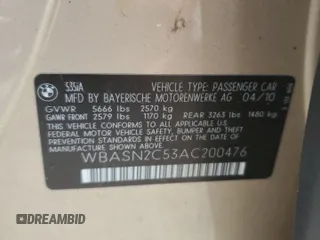 535iA
VEHICLE TYPE: PASSENGER CAR
MFD. BY BAYERISCHE MOTORENWERKE AG 04/10
GVWR 5666 lbs 2570 kg
GAWR FRONT 2579 lbs 1170 kg REAR 3263 lbs 1480 kg
THIS VEHICLE CONFORMS TO ALL APPLICABLE
FEDERAL MOTOR VEHICLE SAFETY, BUMPER, AND
THEFT PREVENTION STANDARDS IN EFFECT ON THE
DATE OF MANUFACTURE SHOWN ABOVE.
WBASN2C53AC200476
DREAMBID